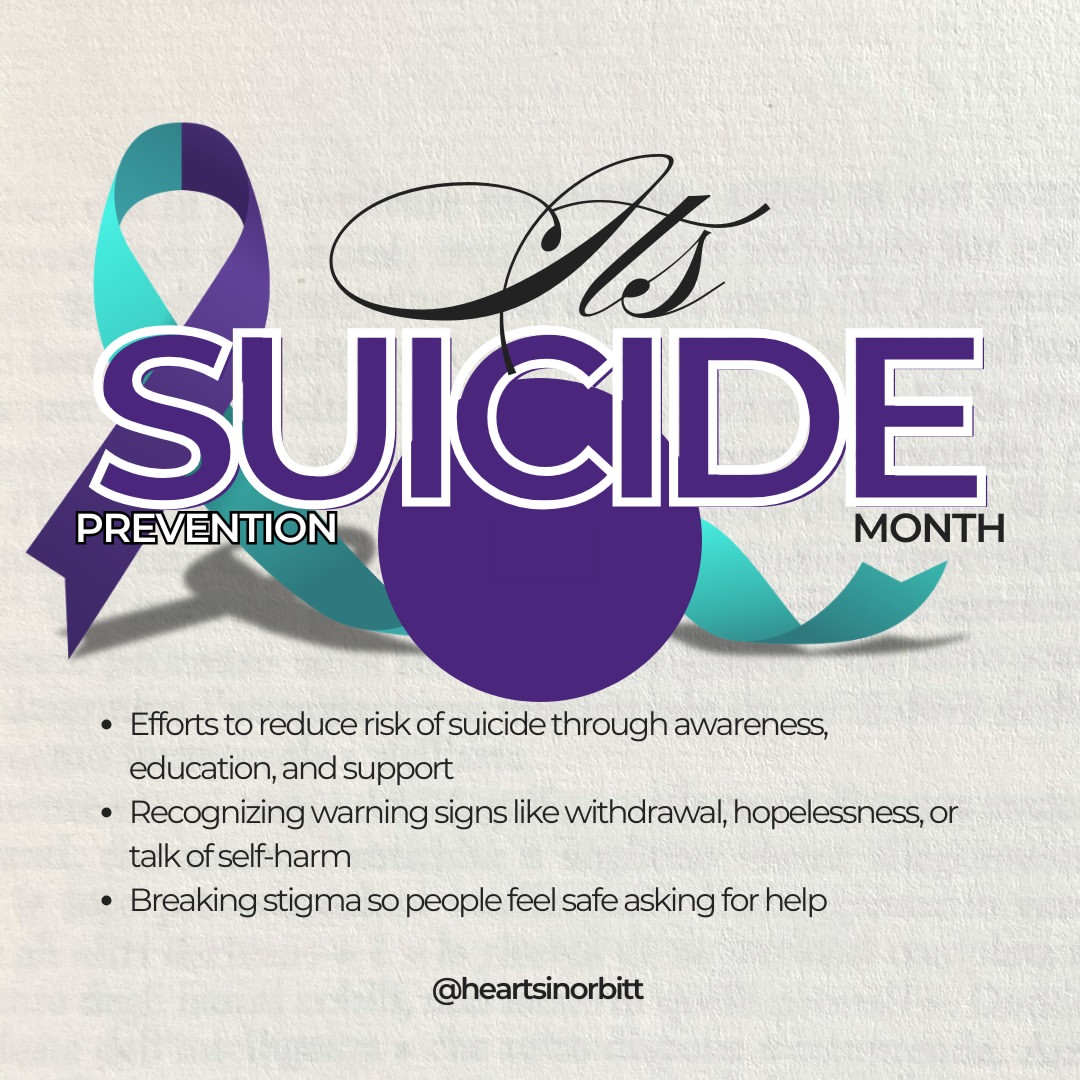 Its
SUICIDE
PREVENTION MONTH
• Efforts to reduce risk of suicide through awareness,
education, and support
• Recognizing warning signs like withdrawal, hopelessness, or
talk of self-harm
• Breaking stigma so people feel safe asking for help
@heartsinorbitt